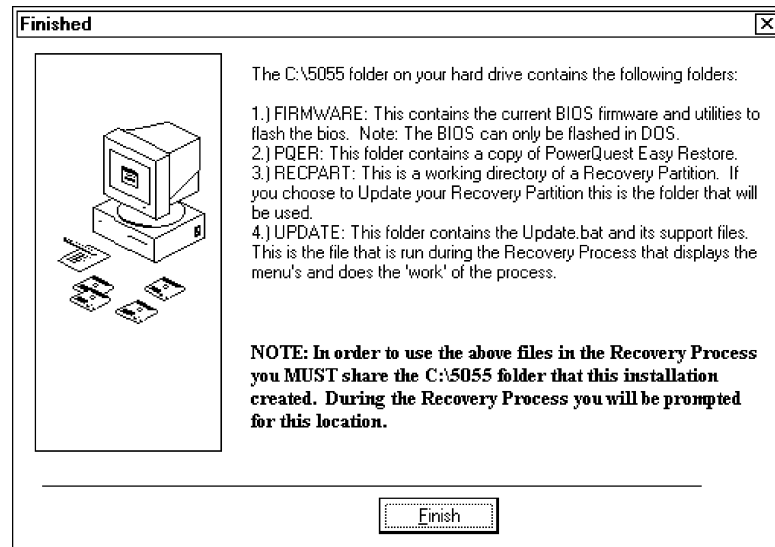 Finished
The C:\5055 folder on your hard drive contains the following folders:
1.) FIRMWARE: This contains the current BIOS firmware and utilities to
flash the bios. Note: The BIOS can only be flashed in DOS.
2.) PQER: This folder contains a copy of PowerQuest Easy Restore.
3.) RECPART: This is a working directory of a Recovery Partition. If
you choose to Update your Recovery Partition this is the folder that
will be used.
4.) UPDATE: This folder contains the Update.bat and its support files.
This is the file that is run during the Recovery Process that displays the
menu's and does the 'work' of the process.
NOTE: In order to use the above files in the Recovery Process
you MUST share the C:\5055 folder that this installation
created. During the Recovery Process you will be prompted
for this location.
Finish